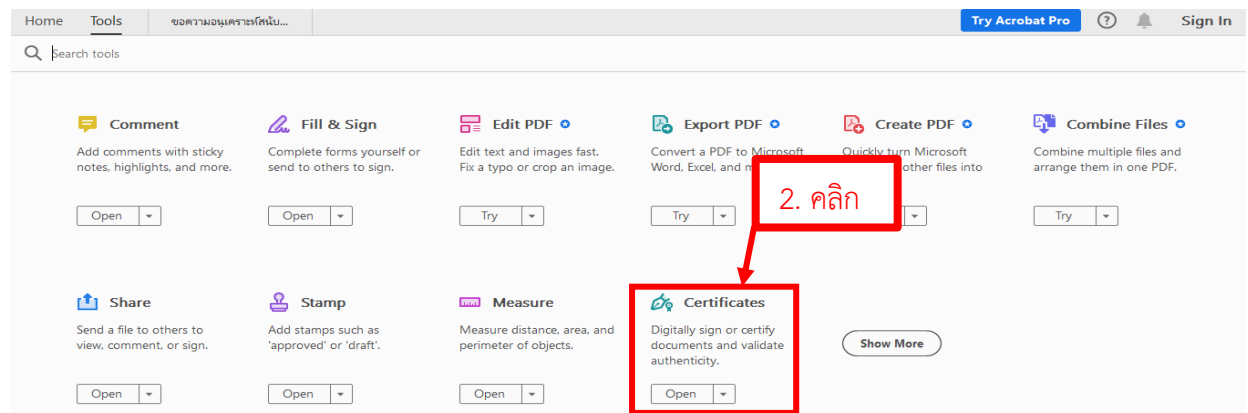 Home Tools ขอความอนุเคราะห์สนับ... Try Acrobat Pro ? Sign In
Search tools
Comment
Add comments with sticky
notes, highlights, and more.
Open
Fill & Sign
Complete forms yourself or
send to others to sign.
Open
Edit PDF
Edit text and images fast.
Fix a typo or crop an image.
Try
Export PDF
Convert a PDF to Microsoft
Word, Excel, and m
Try
Create PDF
Quickly turn Microsoft
other files into
Combine Files
Combine multiple files and
arrange them in one PDF.
Try
2. คลิก
Share
Send a file to others to
view, comment, or sign.
Open
Stamp
Add stamps such as
'approved' or 'draft'.
Open
Measure
Measure distance, area, and
perimeter of objects.
Open
Certificates
Digitally sign or certify
documents and validate
authenticity.
Open
Show More